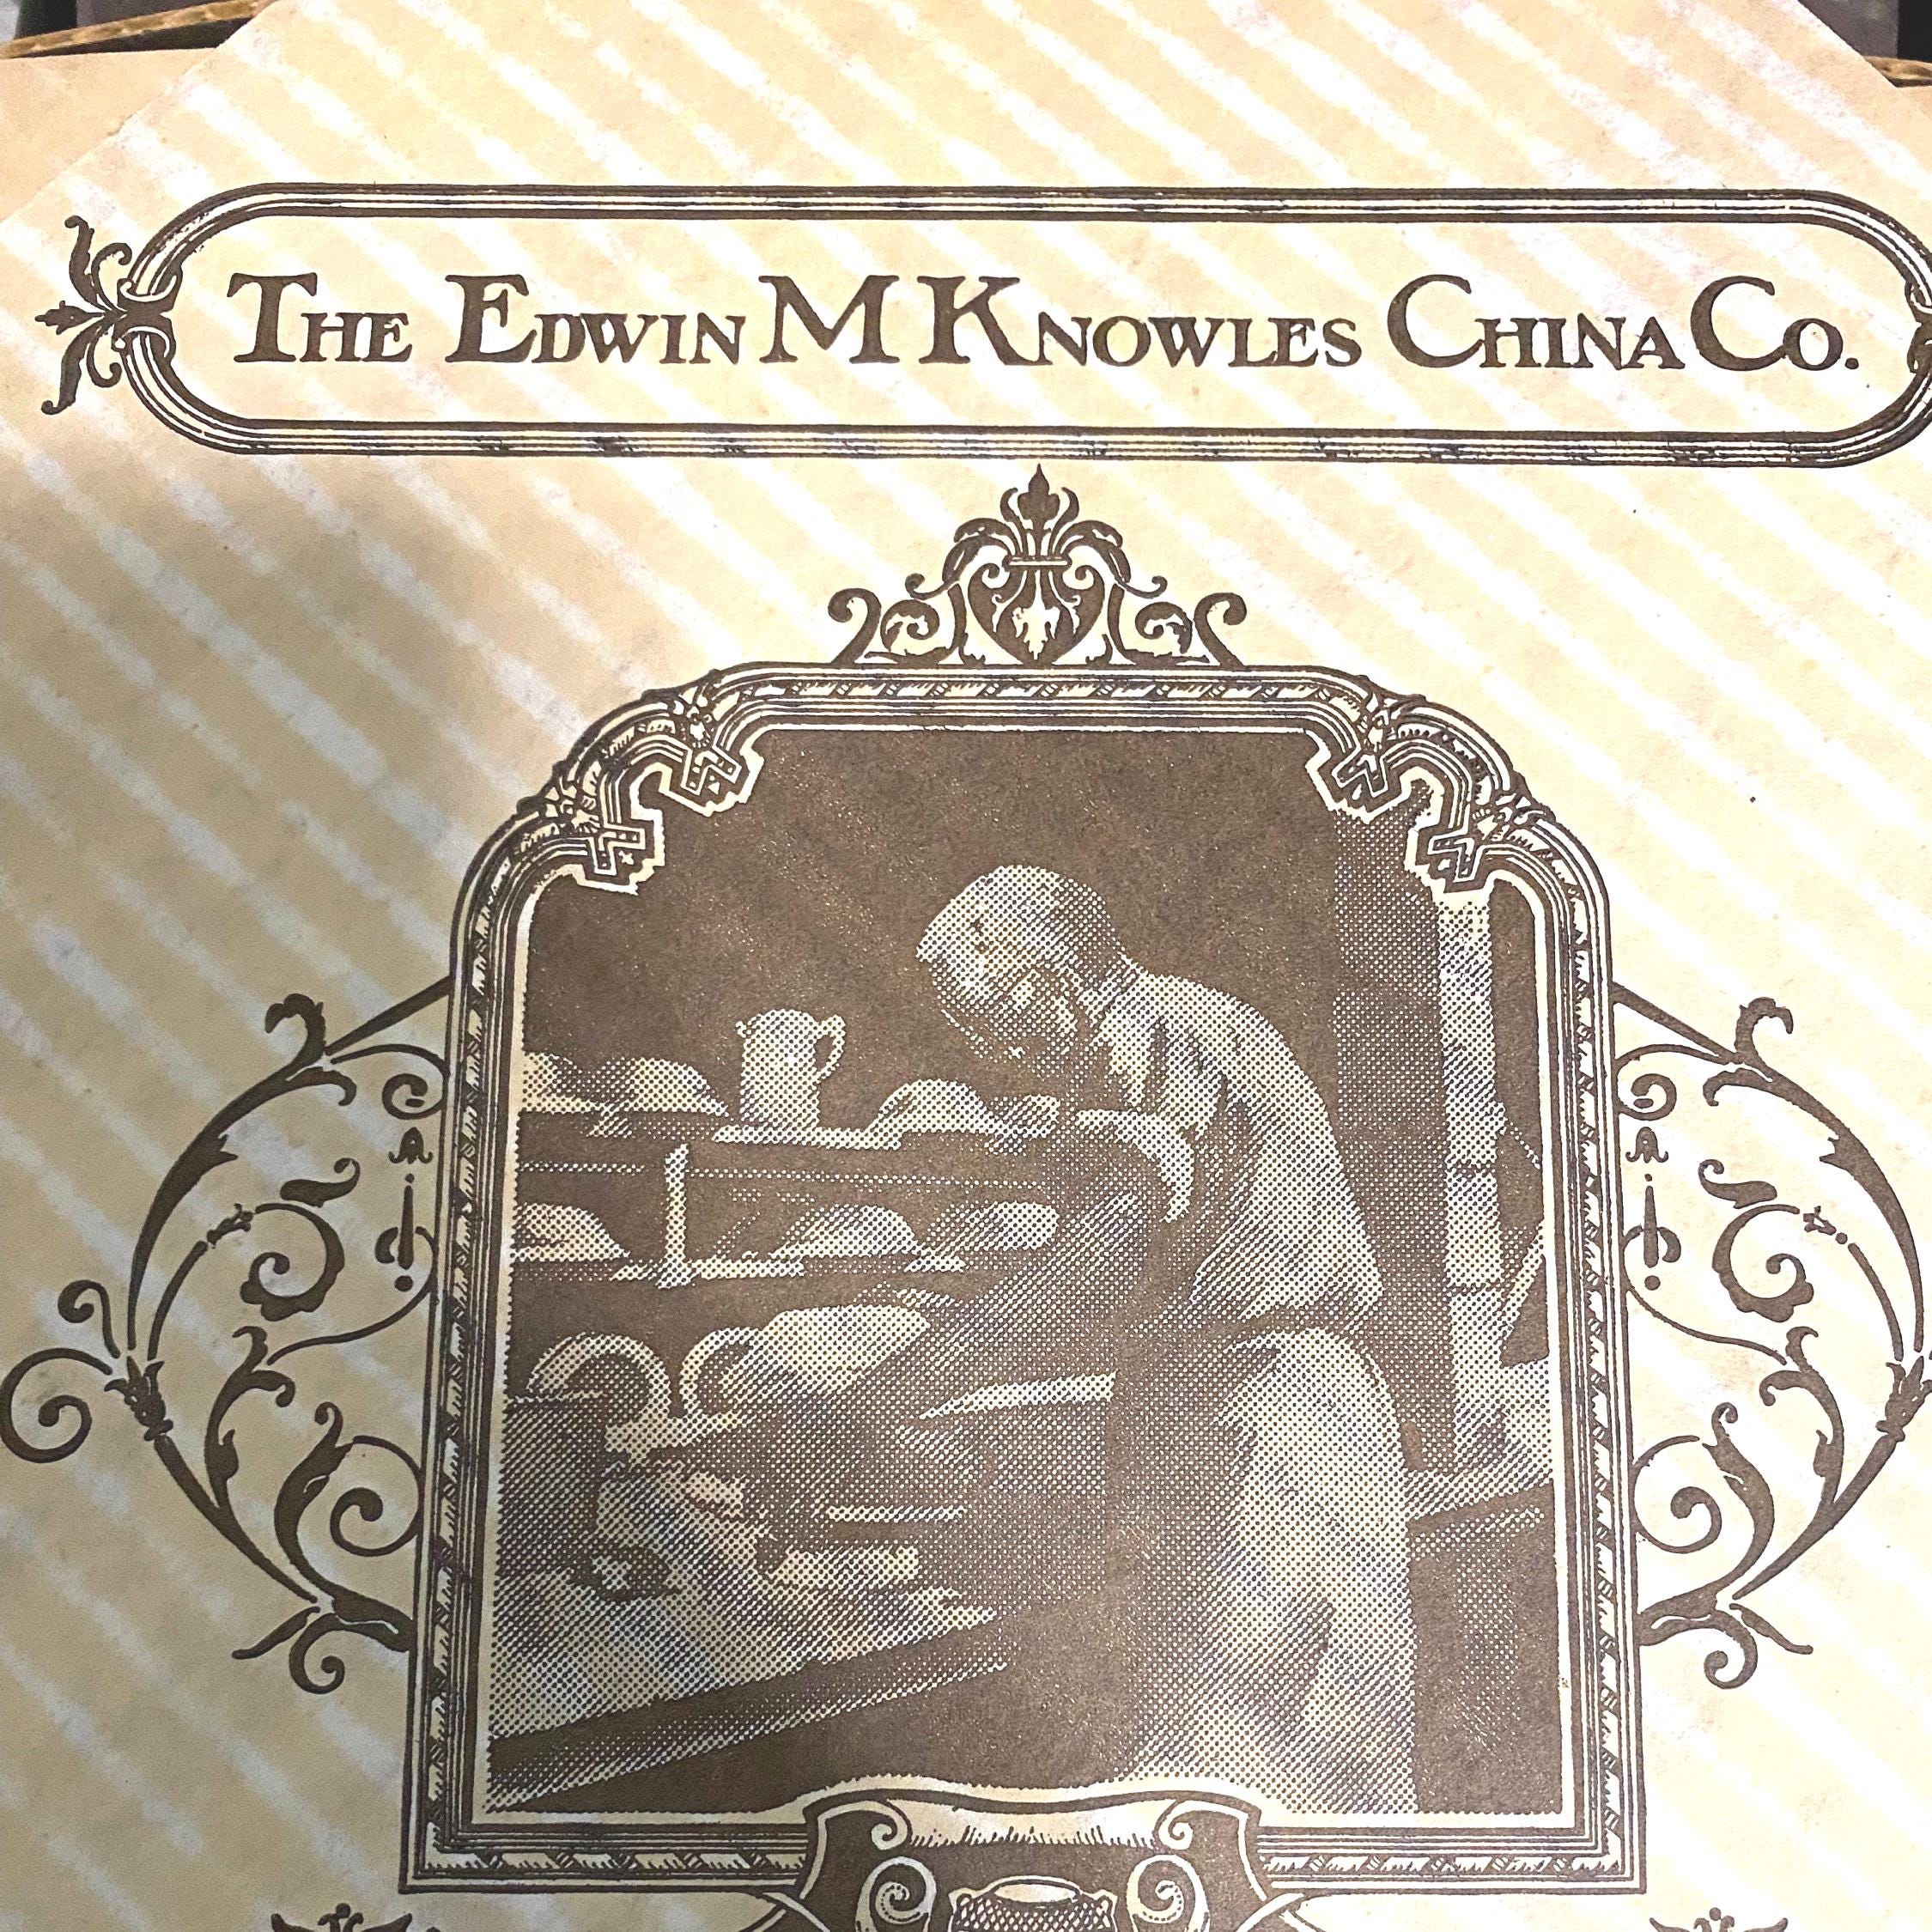 The Edwin M Knowles China Co.